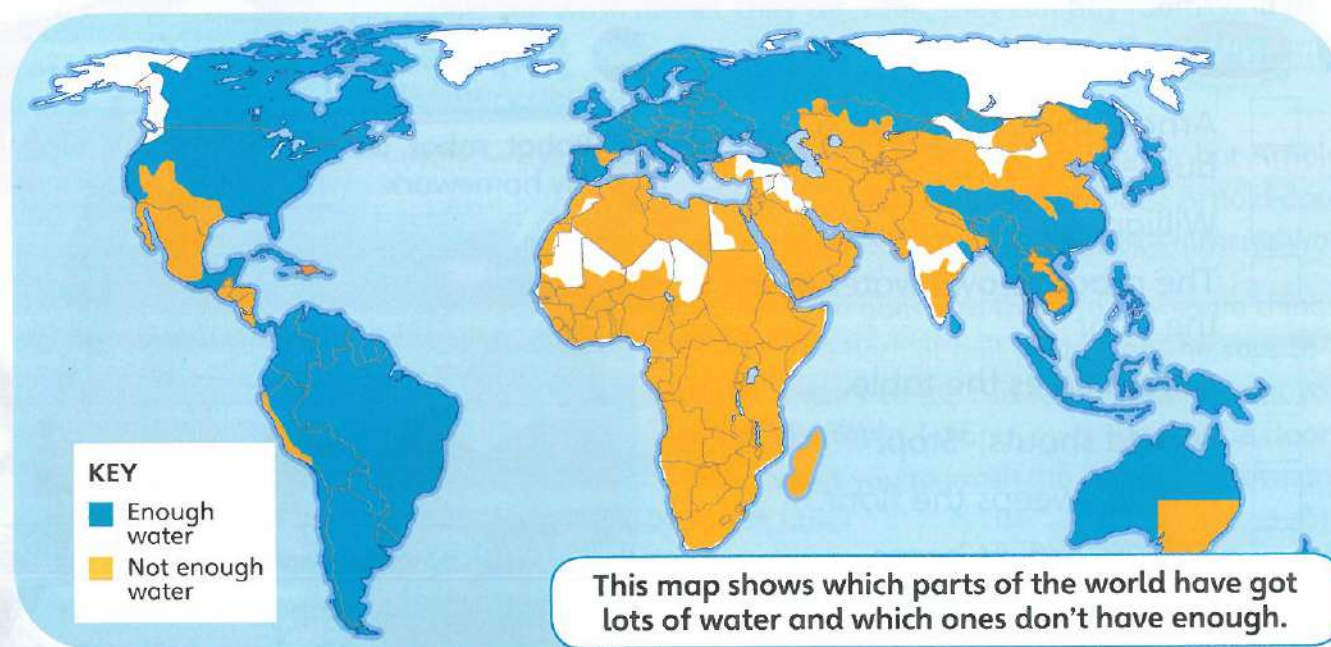 KEY
Enough
water
Not enough
water
This map shows which parts of the world have got
lots of water and which ones don't have enough.